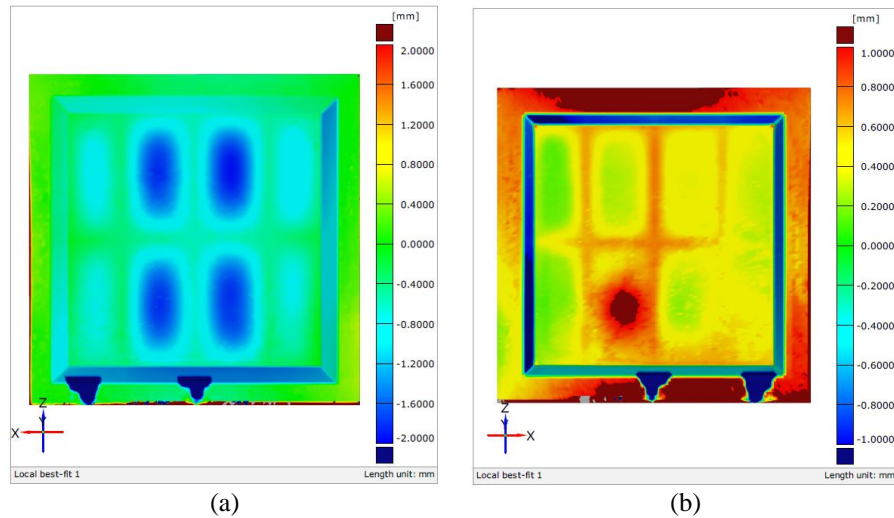 [mm]
2.0000
1.6000
1.2000
0.8000
0.4000
0.0000
-0.4000
-0.8000
-1.2000
-1.6000
-2.0000
Z
Y
X
Local best-fit 1
Length unit: mm
(a)
[mm]
1.0000
0.8000
0.6000
0.4000
0.2000
0.0000
-0.2000
-0.4000
-0.6000
-0.8000
-1.0000
Z
Y
X
Local best-fit 1
Length unit: mm
(b)